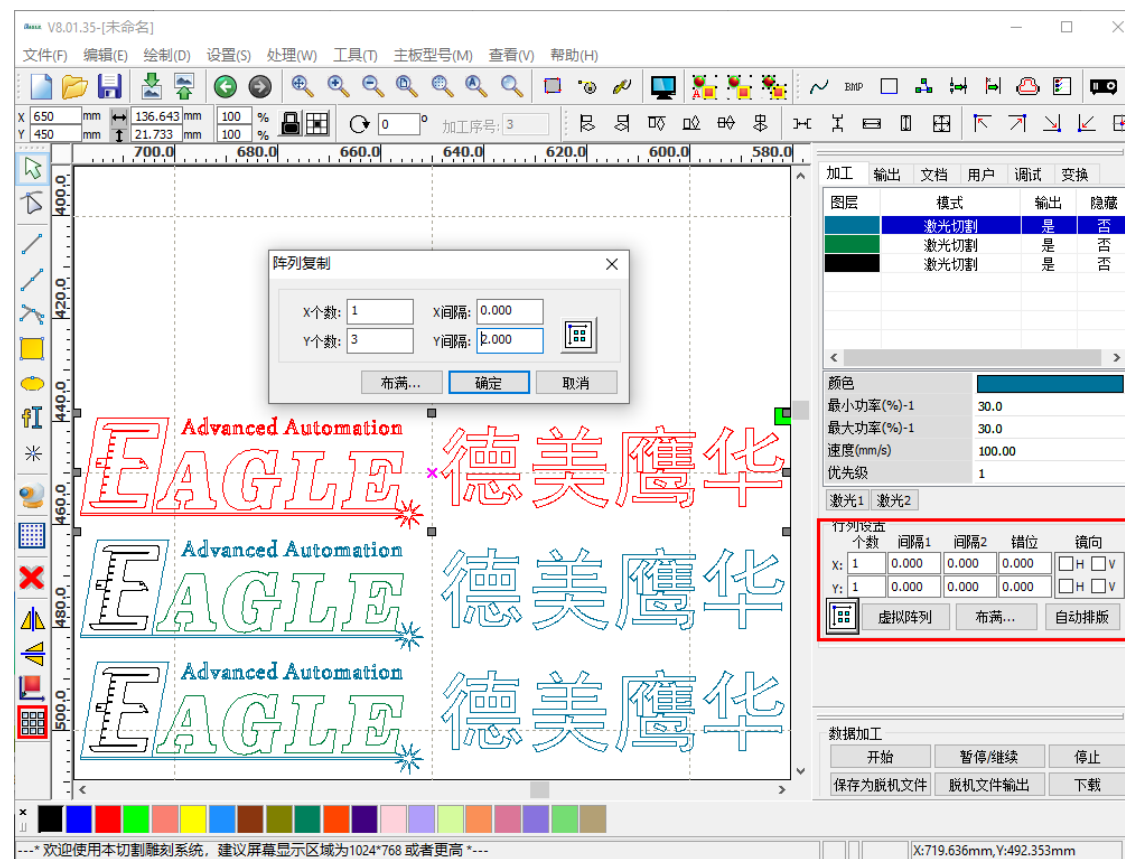 V8.01.35-[未命名]
文件(F) 编辑(E) 绘制(D) 设置(S) 处理(W) 工具(T) 主板型号(M) 查看(V) 帮助(H)
BMP
X 650 mm 136.643 mm 100 %
Y 450 mm 21.733 mm 100 %
0 ° 加工序号: 3
700.0 680.0 660.0 640.0 620.0 600.0 580.0
400.0
420.0
440.0
460.0
480.0
500.0
阵列复制
X个数: 1 X间隔: 0.000
Y个数: 3 Y间隔: 2.000
布满... 确定 取消
Advanced Automation
EAGLE 德美鹰华
Advanced Automation
EAGLE 德美鹰华
Advanced Automation
EAGLE 德美鹰华
加工 输出 文档 用户 调试 变换
图层 模式 输出 隐藏
激光切割 是 否
激光切割 是 否
激光切割 是 否
颜色
最小功率(%)-1 30.0
最大功率(%)-1 30.0
速度(mm/s) 100.00
优先级 1
激光1 激光2
行列设置
个数 间隔1 间隔2 错位 镜向
X: 1 0.000 0.000 0.000 H V
Y: 1 0.000 0.000 0.000 H V
虚拟阵列 布满... 自动排版
数据加工
开始 暂停/继续 停止
保存为脱机文件 脱机文件输出 下载
---* 欢迎使用本切割雕刻系统，建议屏幕显示区域为1024*768 或者更高 *---
X:719.636mm,Y:492.353mm